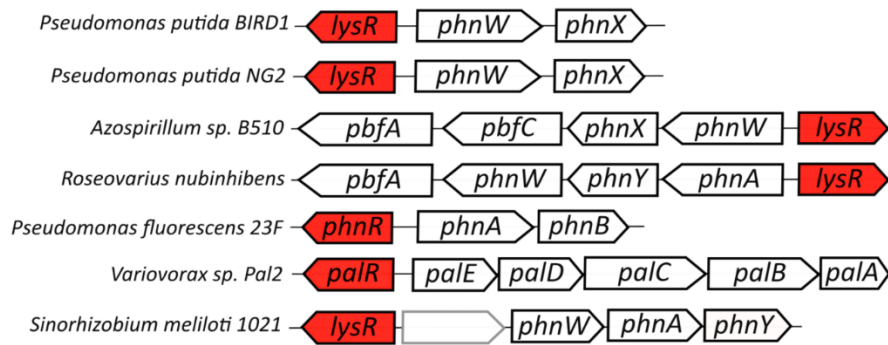 Pseudomonas putida BIRD1 lysR phnW phnX
Pseudomonas putida NG2 lysR phnW phnX
Azospirillum sp. B510 pbfA pbfC phnX phnW lysR
Roseovarius nubinhibens pbfA phnW phnY phnA lysR
Pseudomonas fluorescens 23F phnR phnA phnB
Variovorax sp. Pal2 palR palE palD palC palB palA
Sinorhizobium meliloti 1021 lysR phnW phnA phnY